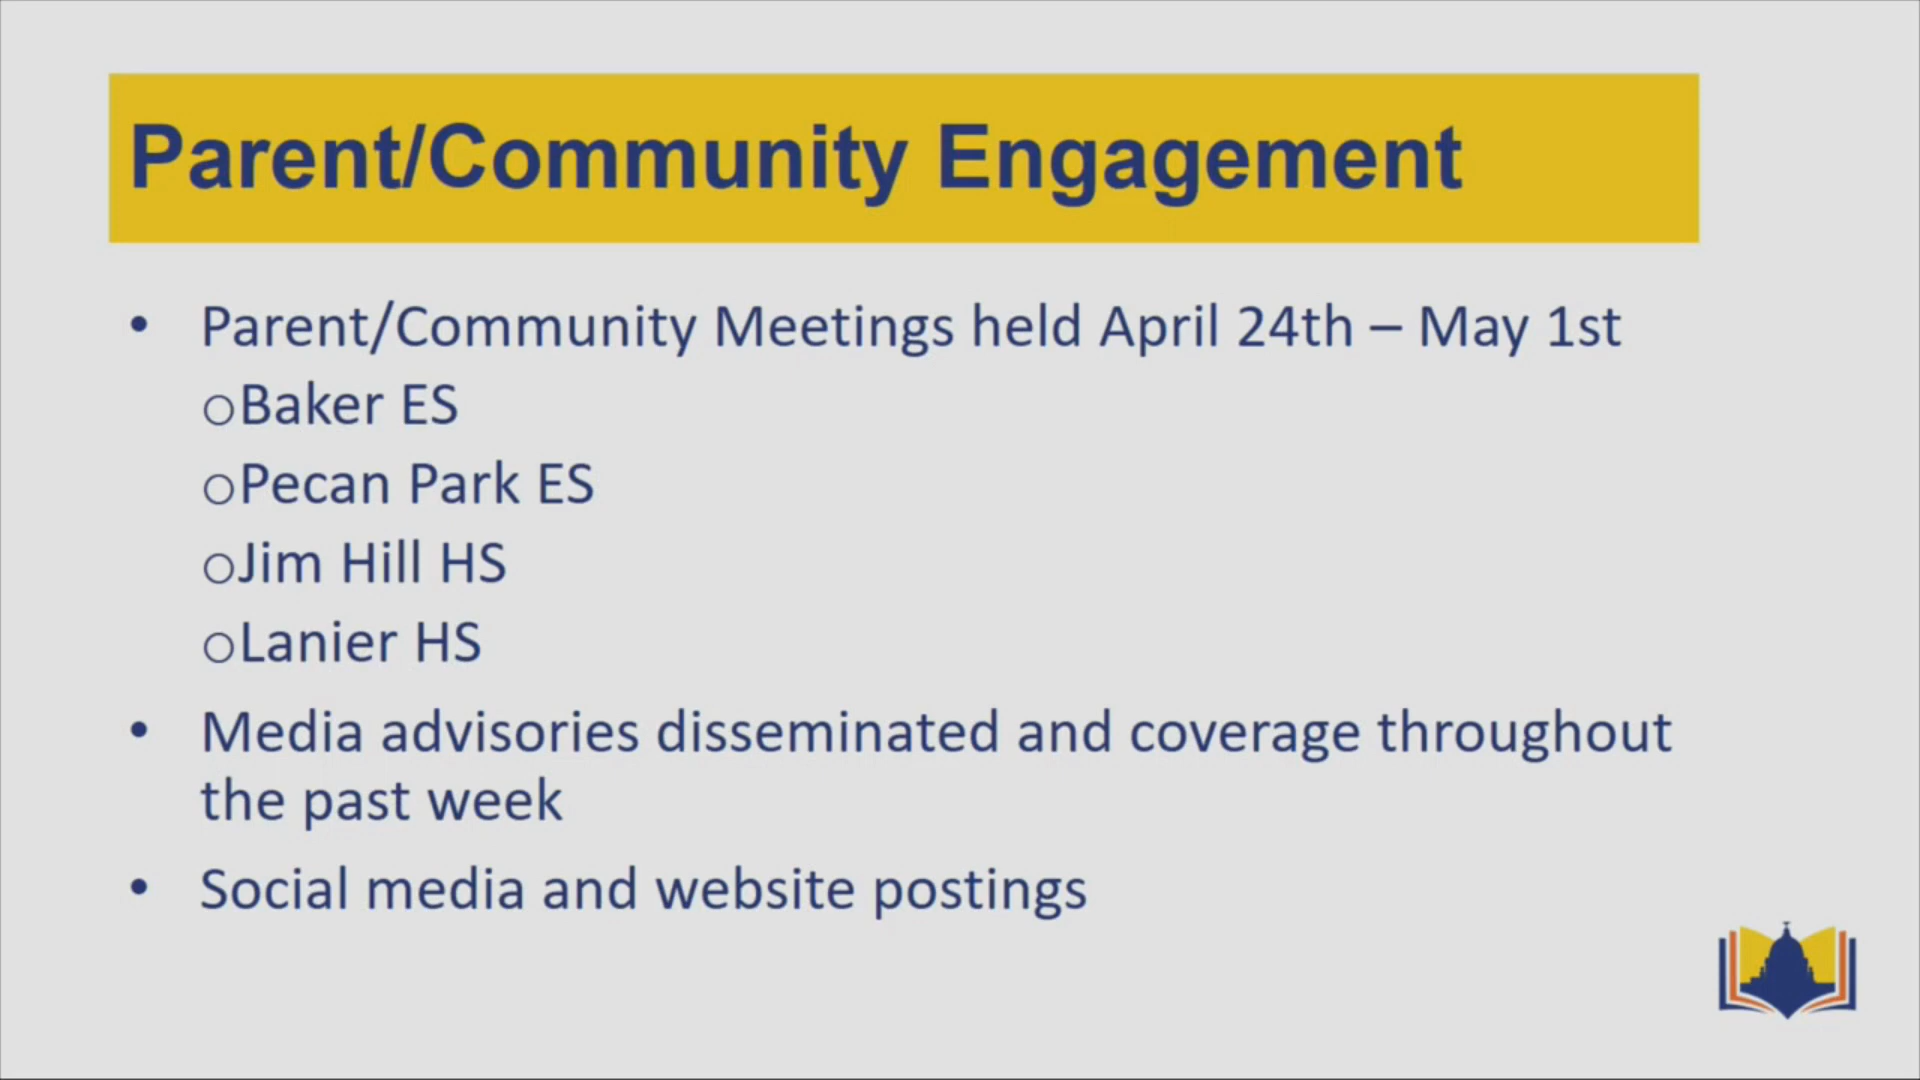 Parent/Community Engagement
• Parent/Community Meetings held April 24th – May 1st
oBaker ES
oPecan Park ES
oJim Hill HS
oLanier HS
• Media advisories disseminated and coverage throughout
the past week
• Social media and website postings